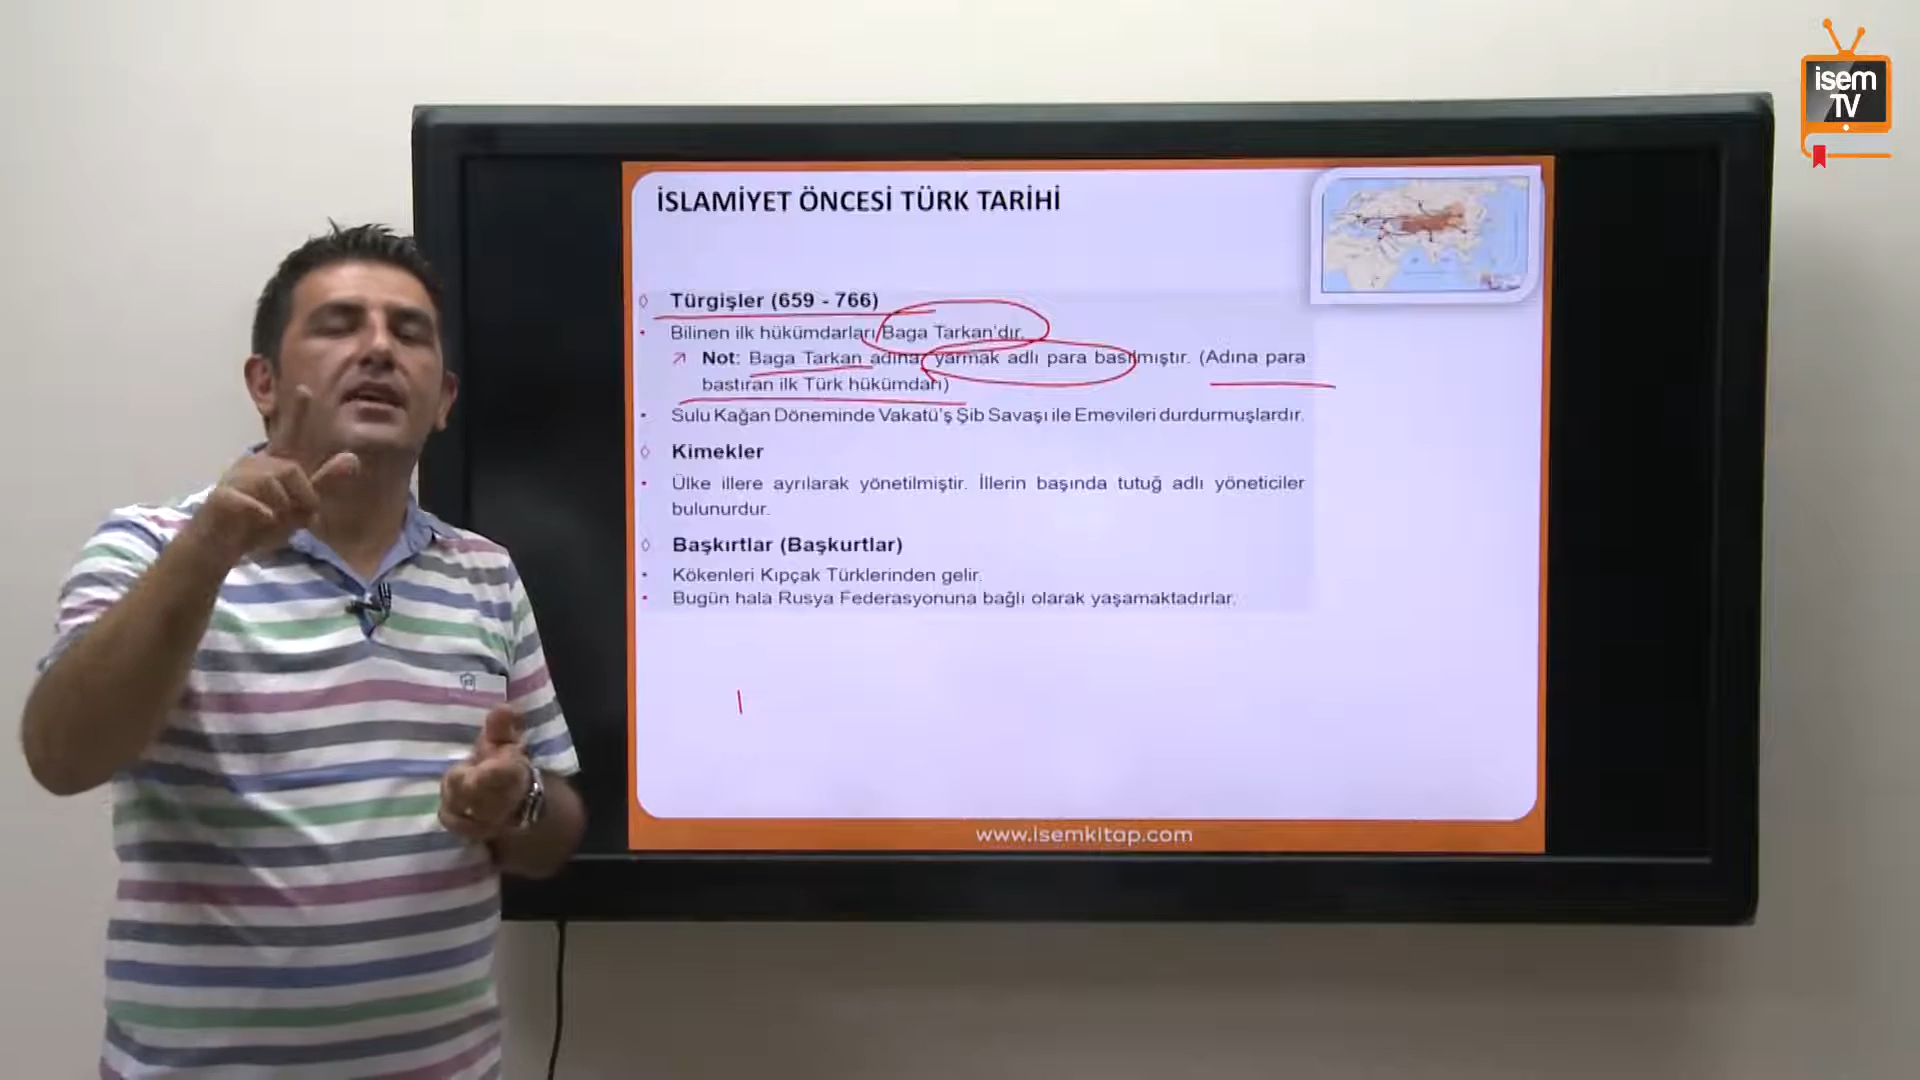 isem
TV
İSLAMİYET ÖNCESİ TÜRK TARİHİ
Türgişler (659 - 766)
Bilinen ilk hükümdarları Baga Tarkan'dır.
Not: Baga Tarkan adına yarmak adlı para basılmıştır. (Adına para
bastıran ilk Türk hükümdarı)
Sulu Kağan Döneminde Vakatü'ş Şib Savaşı ile Emevileri durdurmuşlardır.
Kimekler
Ülke illere ayrılarak yönetilmiştir. İllerin başında tutuğ adlı yöneticiler
bulunurdur.
Başkırtlar (Başkurtlar)
Kökenleri Kıpçak Türklerinden gelir.
Bugün hala Rusya Federasyonuna bağlı olarak yaşamaktadırlar.
www.isemkitap.com